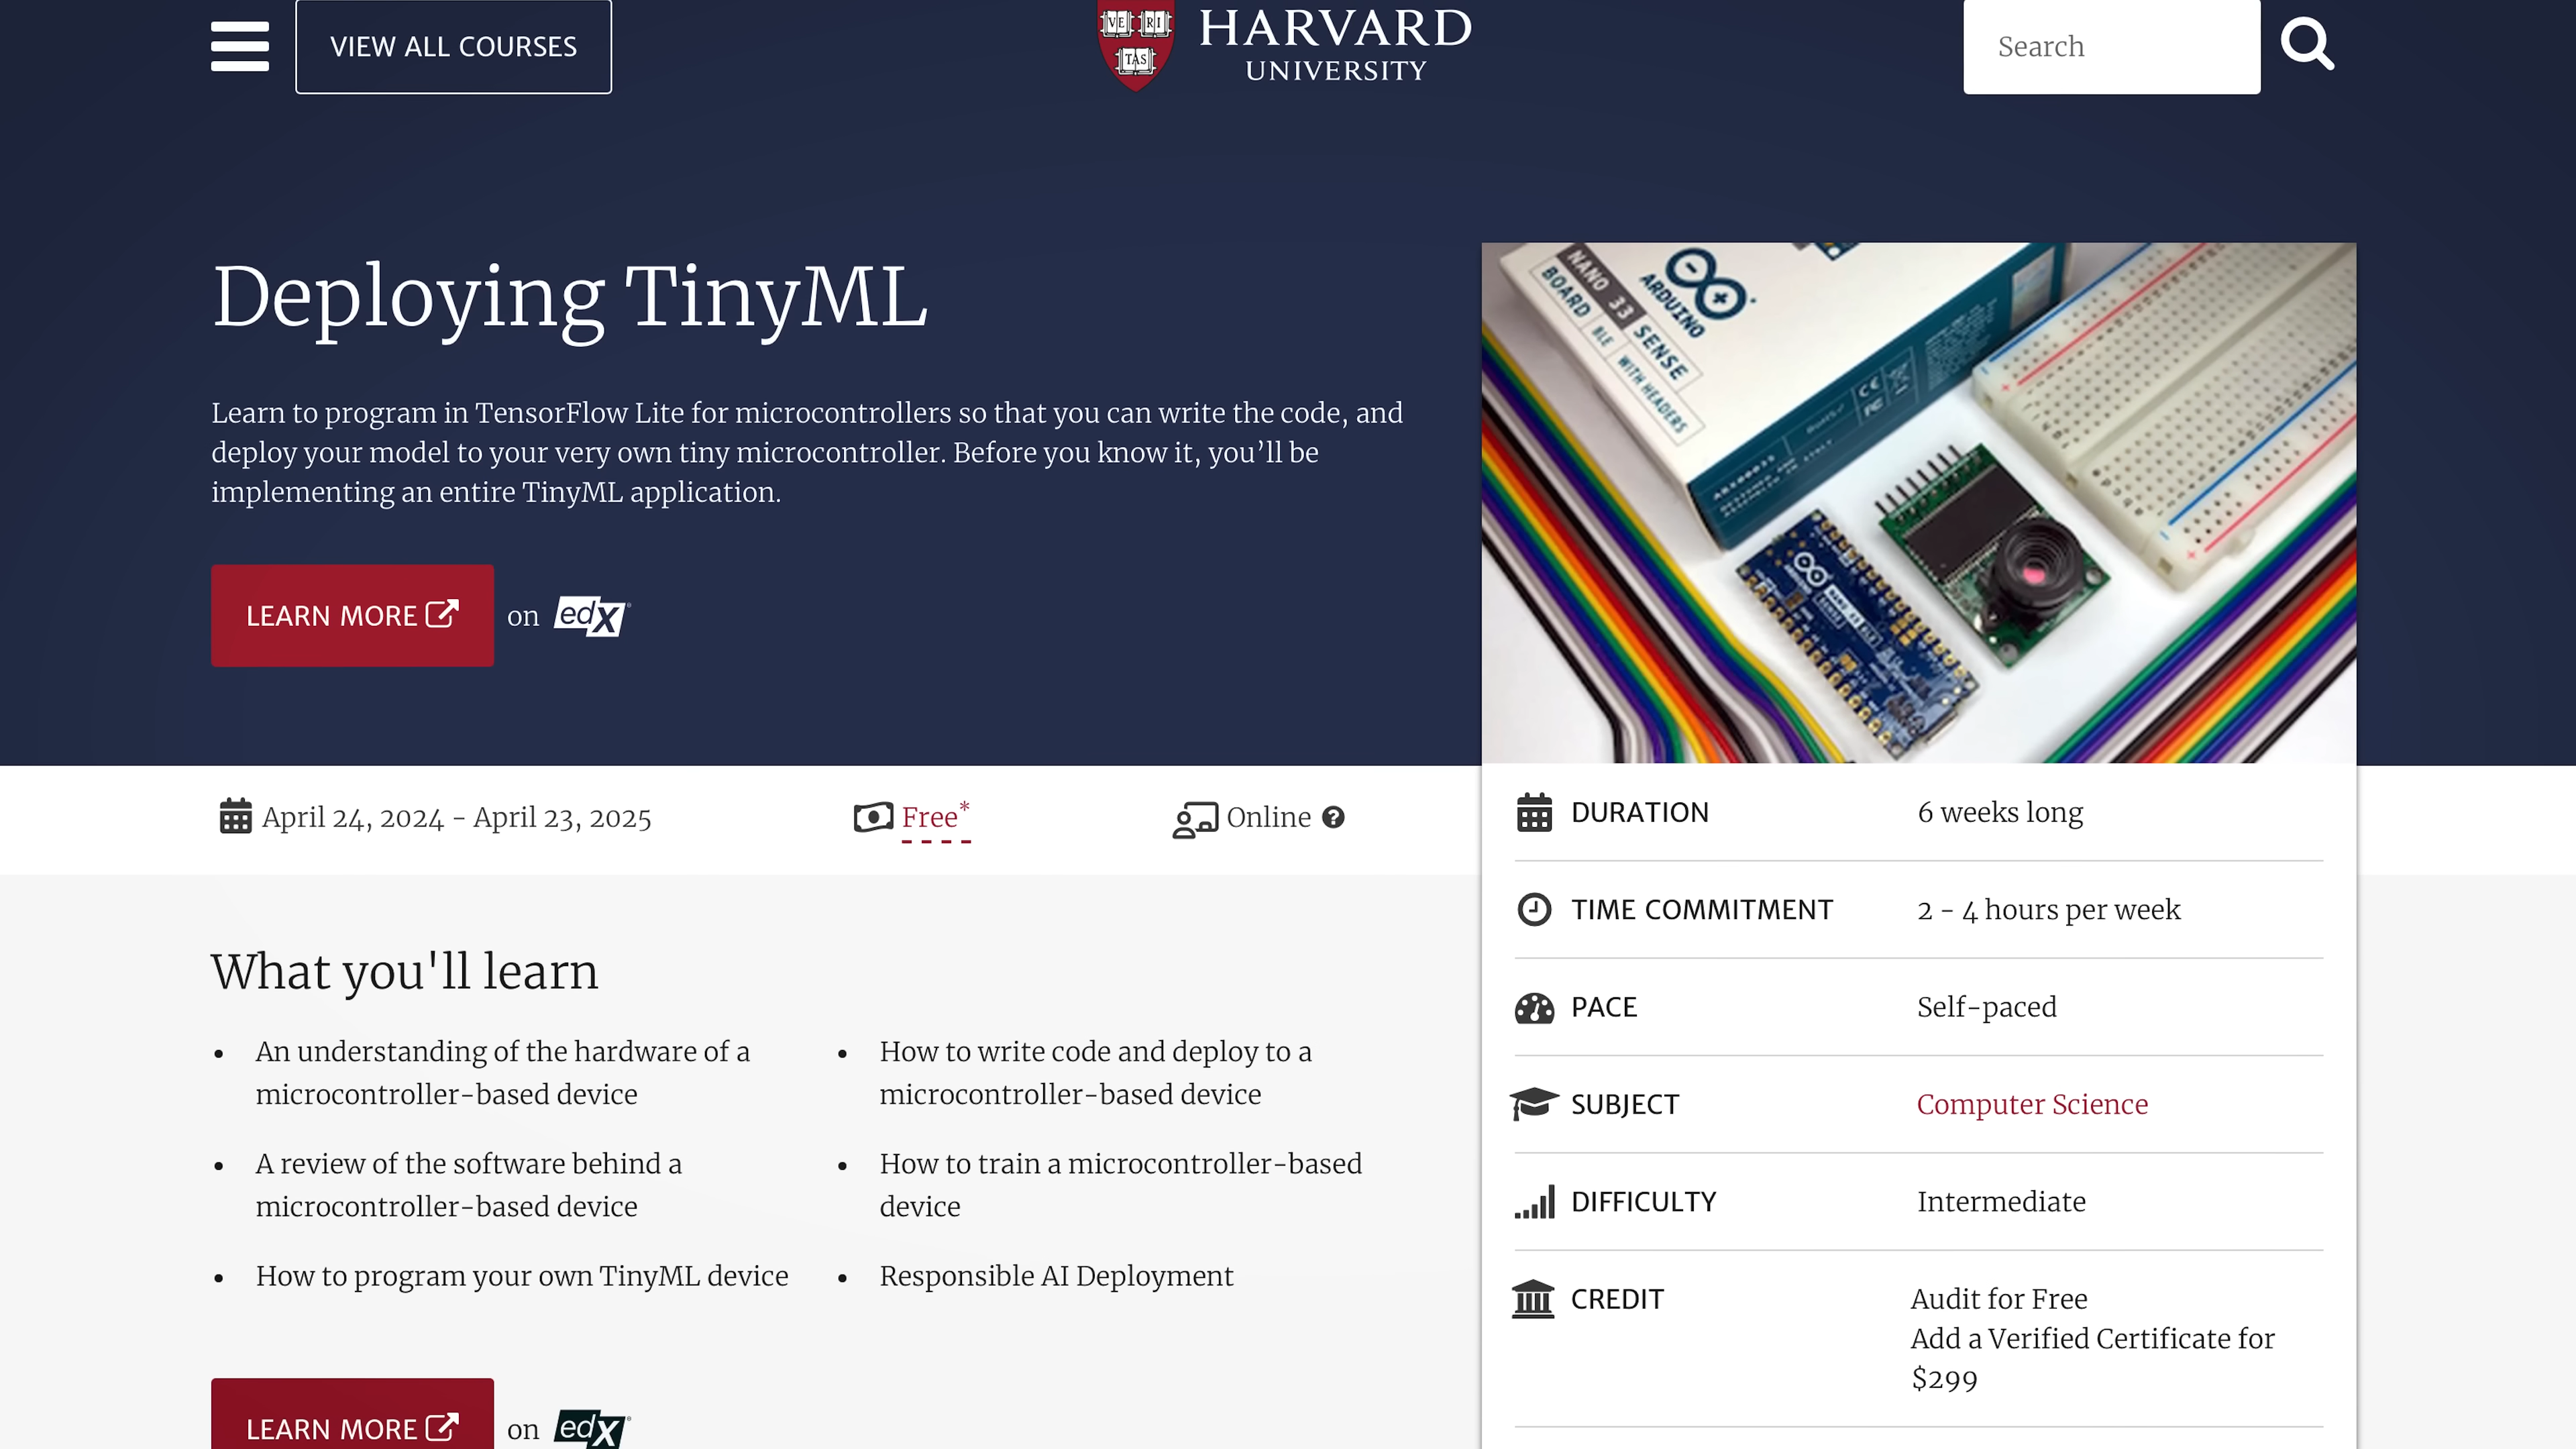 VIEW ALL COURSES
VE RI
TAS
HARVARD
UNIVERSITY
Search
Deploying TinyML
Learn to program in TensorFlow Lite for microcontrollers so that you can write the code, and
deploy your model to your very own tiny microcontroller. Before you know it, you’ll be
implementing an entire TinyML application.
LEARN MORE
on edX
ARDUINO
NANO 33
SENSE
BOARD
BLE
WITH HEADERS
April 24, 2024 - April 23, 2025
Free*
Online
DURATION
6 weeks long
TIME COMMITMENT
2 - 4 hours per week
PACE
Self-paced
SUBJECT
Computer Science
DIFFICULTY
Intermediate
CREDIT
Audit for Free
Add a Verified Certificate for
$299
What you'll learn
• An understanding of the hardware of a
microcontroller-based device
• A review of the software behind a
microcontroller-based device
• How to program your own TinyML device
• How to write code and deploy to a
microcontroller-based device
• How to train a microcontroller-based
device
• Responsible AI Deployment
LEARN MORE
on edX